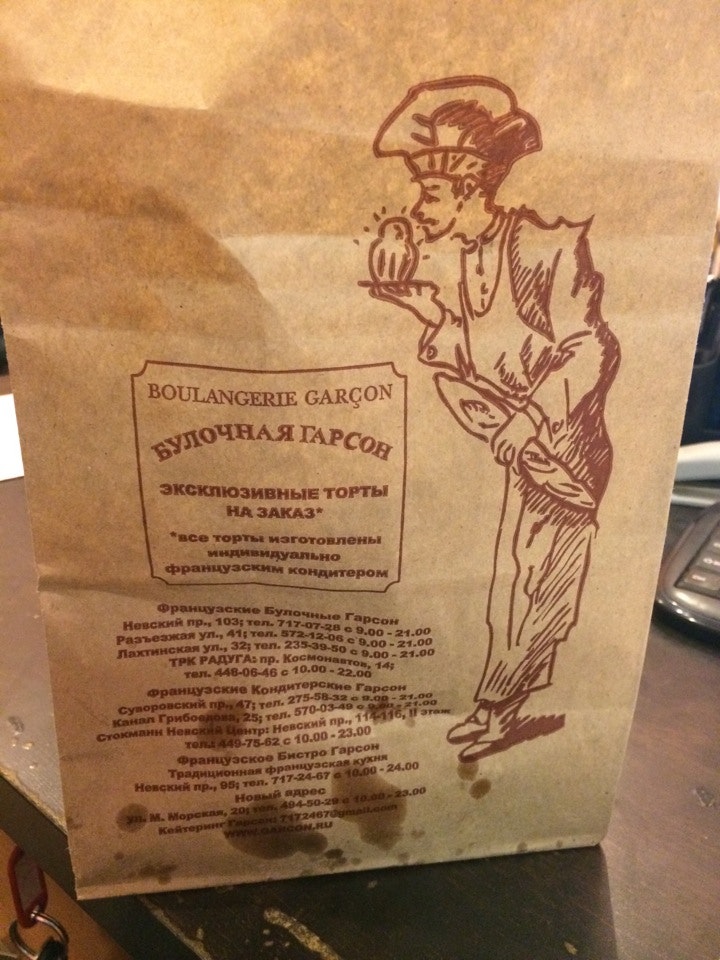 BOULANGERIE GARÇON
БУЛОЧНАЯ ГАРСОН
ЭКСКЛЮЗИВНЫЕ ТОРТЫ
НА ЗАКАЗ*
*все торты изготовлены
индивидуально
французским кондитером
Французские Булочные Гарсон
Невский пр., 103; тел. 717-07-28 с 9.00 - 21.00
Разъезжая ул., 41; тел. 572-12-06 с 9.00 - 21.00
Лахтинская ул., 32; тел. 235-39-50 с 9.00 - 21.00
ТРК РАДУГА: пр. Космонавтов, 14;
тел. 448-06-46 с 10.00 - 22.00
Французские Кондитерские Гарсон
Суворовский пр., 47; тел. 275-58-32 с 9.00 - 21.00
Канал Грибоедова, 25; тел. 570-03-49 с 9.00 - 21.00
Стокманн Невский Центр: Невский пр., 114-116, II этаж
тел: 449-75-62 с 10.00 - 23.00
Французское Бистро Гарсон
Традиционная французская кухня
Невский пр., 95; тел. 717-24-67 с 10.00 - 24.00
Новый адрес
ул. М. Морская, 20; тел. 494-50-29 с 10.00 - 23.00
Кейтеринг Гарсон: 7172467@gmail.com
WWW.GARCON.RU